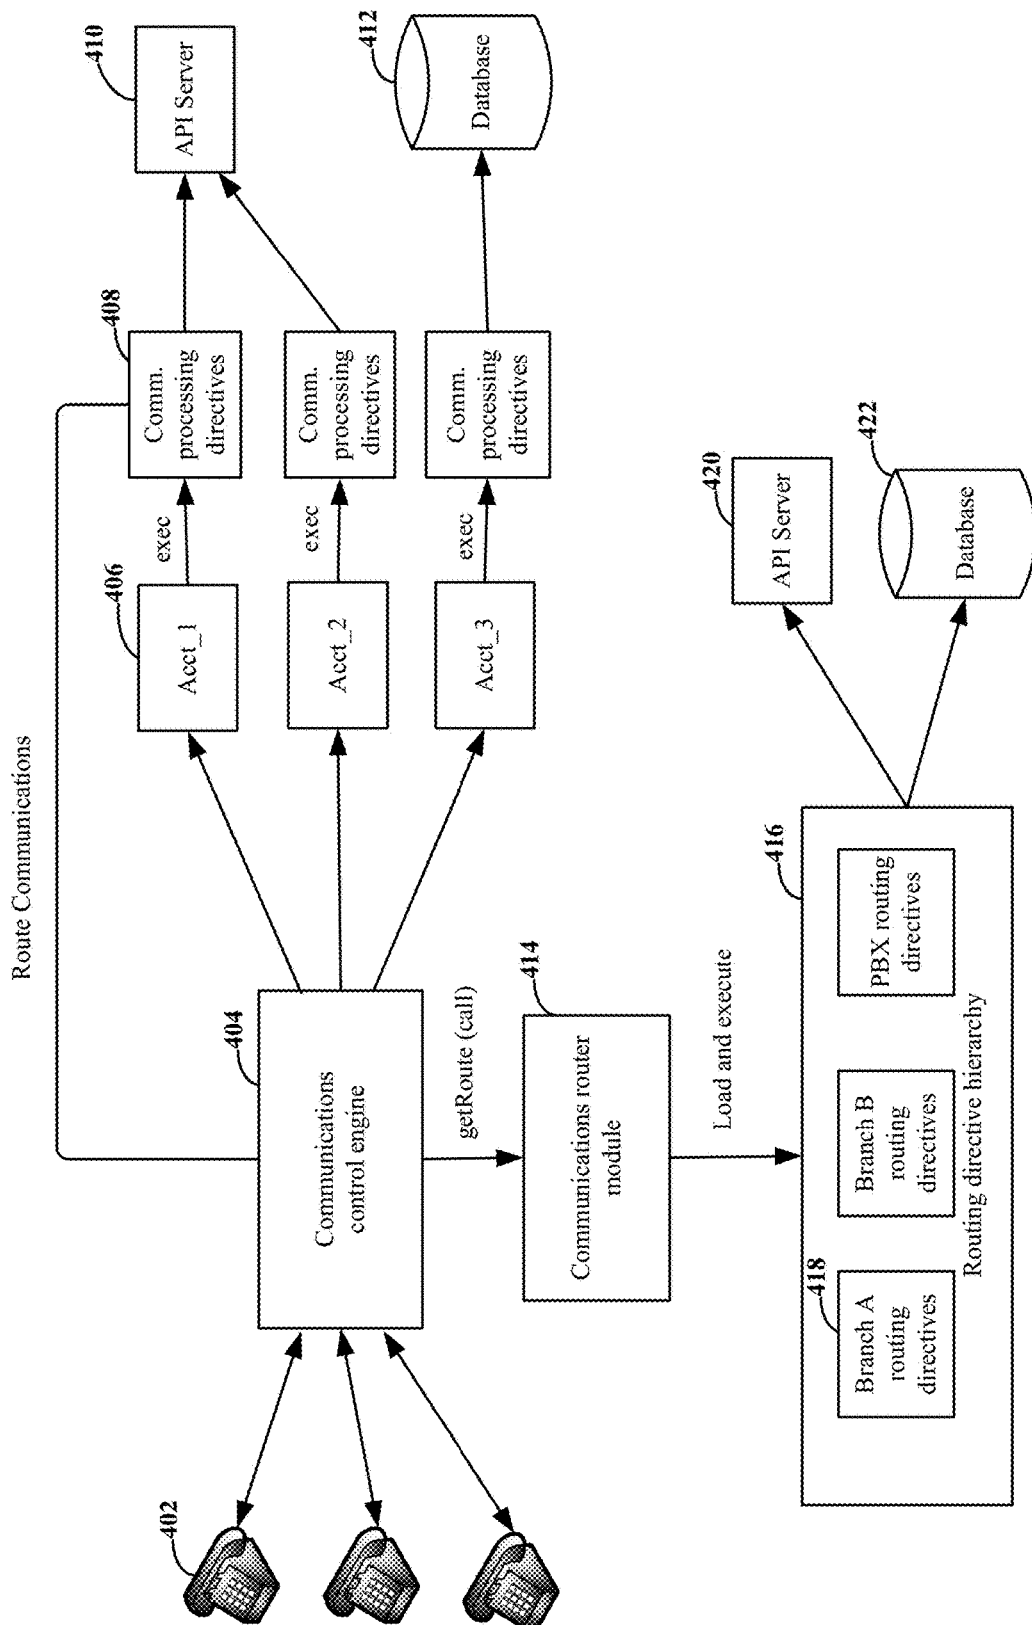 Route Communications
402
404
Communications
control engine
406
Acct_1
exec
408
Comm.
processing
directives
410
API Server
Acct_2
exec
Comm.
processing
directives
Acct_3
exec
Comm.
processing
directives
412
Database
getRoute (call)
414
Communications router
module
Load and execute
416
418
Branch A
routing
directives
Branch B
routing
directives
PBX routing
directives
Routing directive hierarchy
420
API Server
422
Database